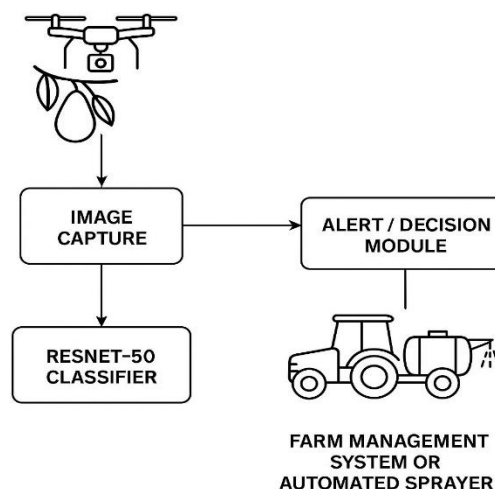 IMAGE
CAPTURE
ALERT / DECISION
MODULE
RESNET-50
CLASSIFIER
FARM MANAGEMENT
SYSTEM OR
AUTOMATED SPRAYER